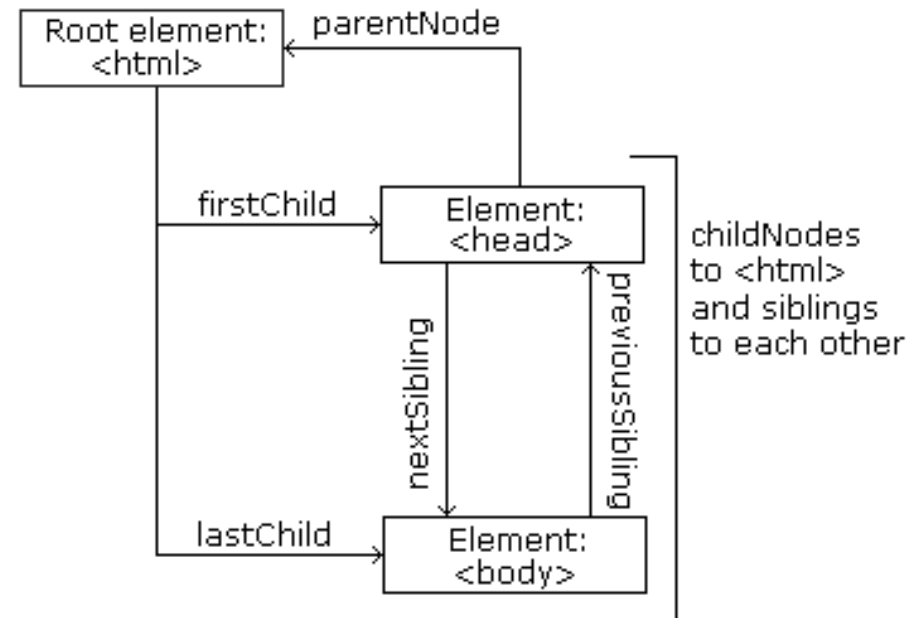 Root element:
<html>
parentNode
firstChild
Element:
<head>
childNodes
to <html>
and siblings
to each other
nextSibling
previousSibling
lastChild
Element:
<body>